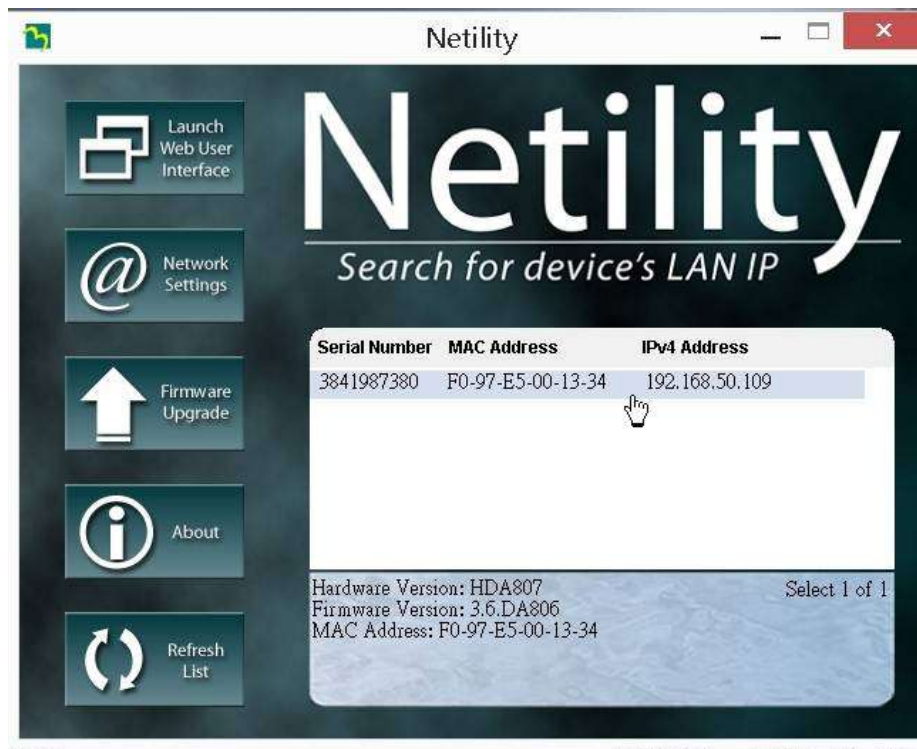 Netility
Launch
Web User
Interface
Network
Settings
Firmware
Upgrade
About
Refresh
List
Netility
Search for device's LAN IP
Serial Number MAC Address IPv4 Address
3841987380 F0-97-E5-00-13-34 192.168.50.109
Hardware Version: HDA807 Select 1 of 1
Firmware Version: 3.6.DA806
MAC Address: F0-97-E5-00-13-34